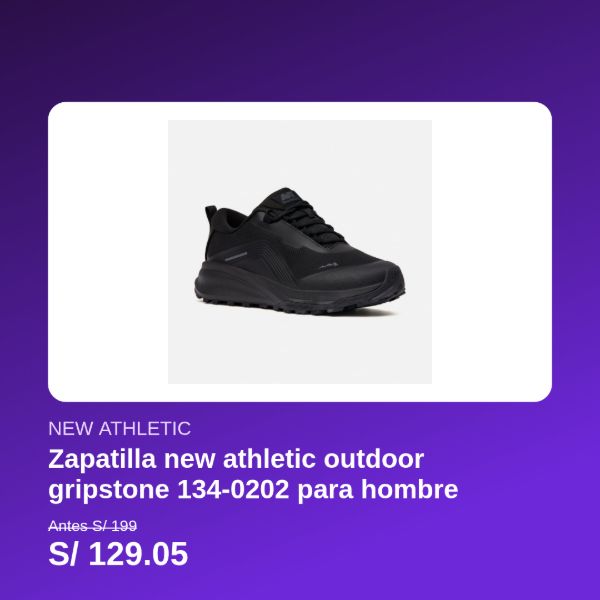 NEW ATHLETIC
Zapatilla new athletic outdoor
gripstone 134-0202 para hombre
Antes S/ 199
S/ 129.05